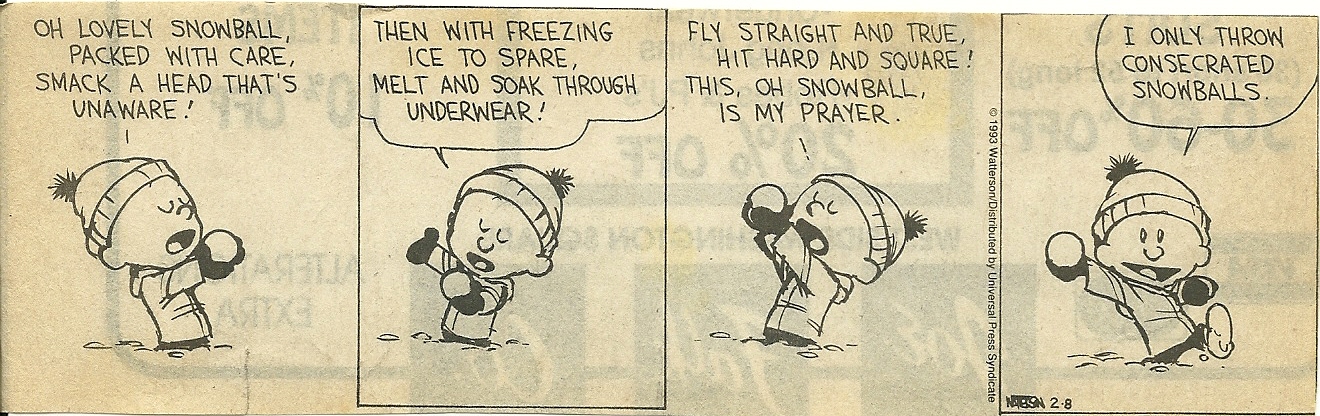 OH LOVELY SNOWBALL,
PACKED WITH CARE,
SMACK A HEAD THAT'S
UNAWARE!
THEN WITH FREEZING
ICE TO SPARE,
MELT AND SOAK THROUGH
UNDERWEAR!
FLY STRAIGHT AND TRUE,
HIT HARD AND SQUARE!
THIS, OH SNOWBALL,
IS MY PRAYER.
© 1993 Watterson/Distributed by Universal Press Syndicate
I ONLY THROW
CONSECRATED
SNOWBALLS.
2-8